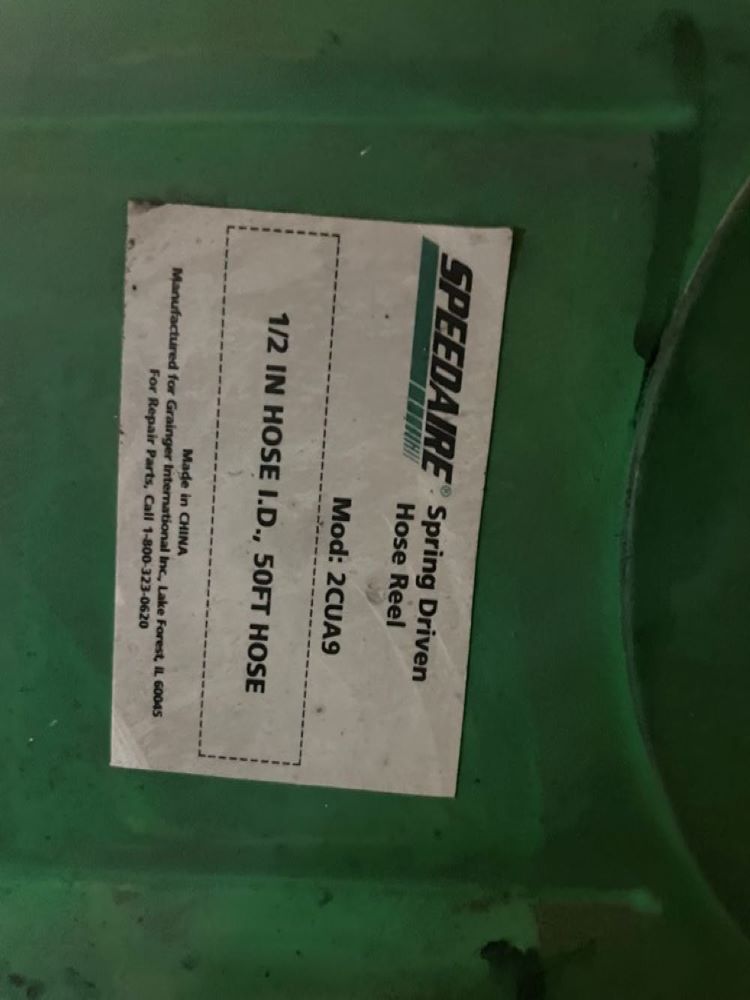 SPEEDAIRE® Spring Driven
Hose Reel
Mod: 2CUA9
1/2 IN HOSE I.D., 50FT HOSE
Made in CHINA
Manufactured for Grainger International Inc., Lake Forest, IL 60045
For Repair Parts, Call 1-800-323-0620